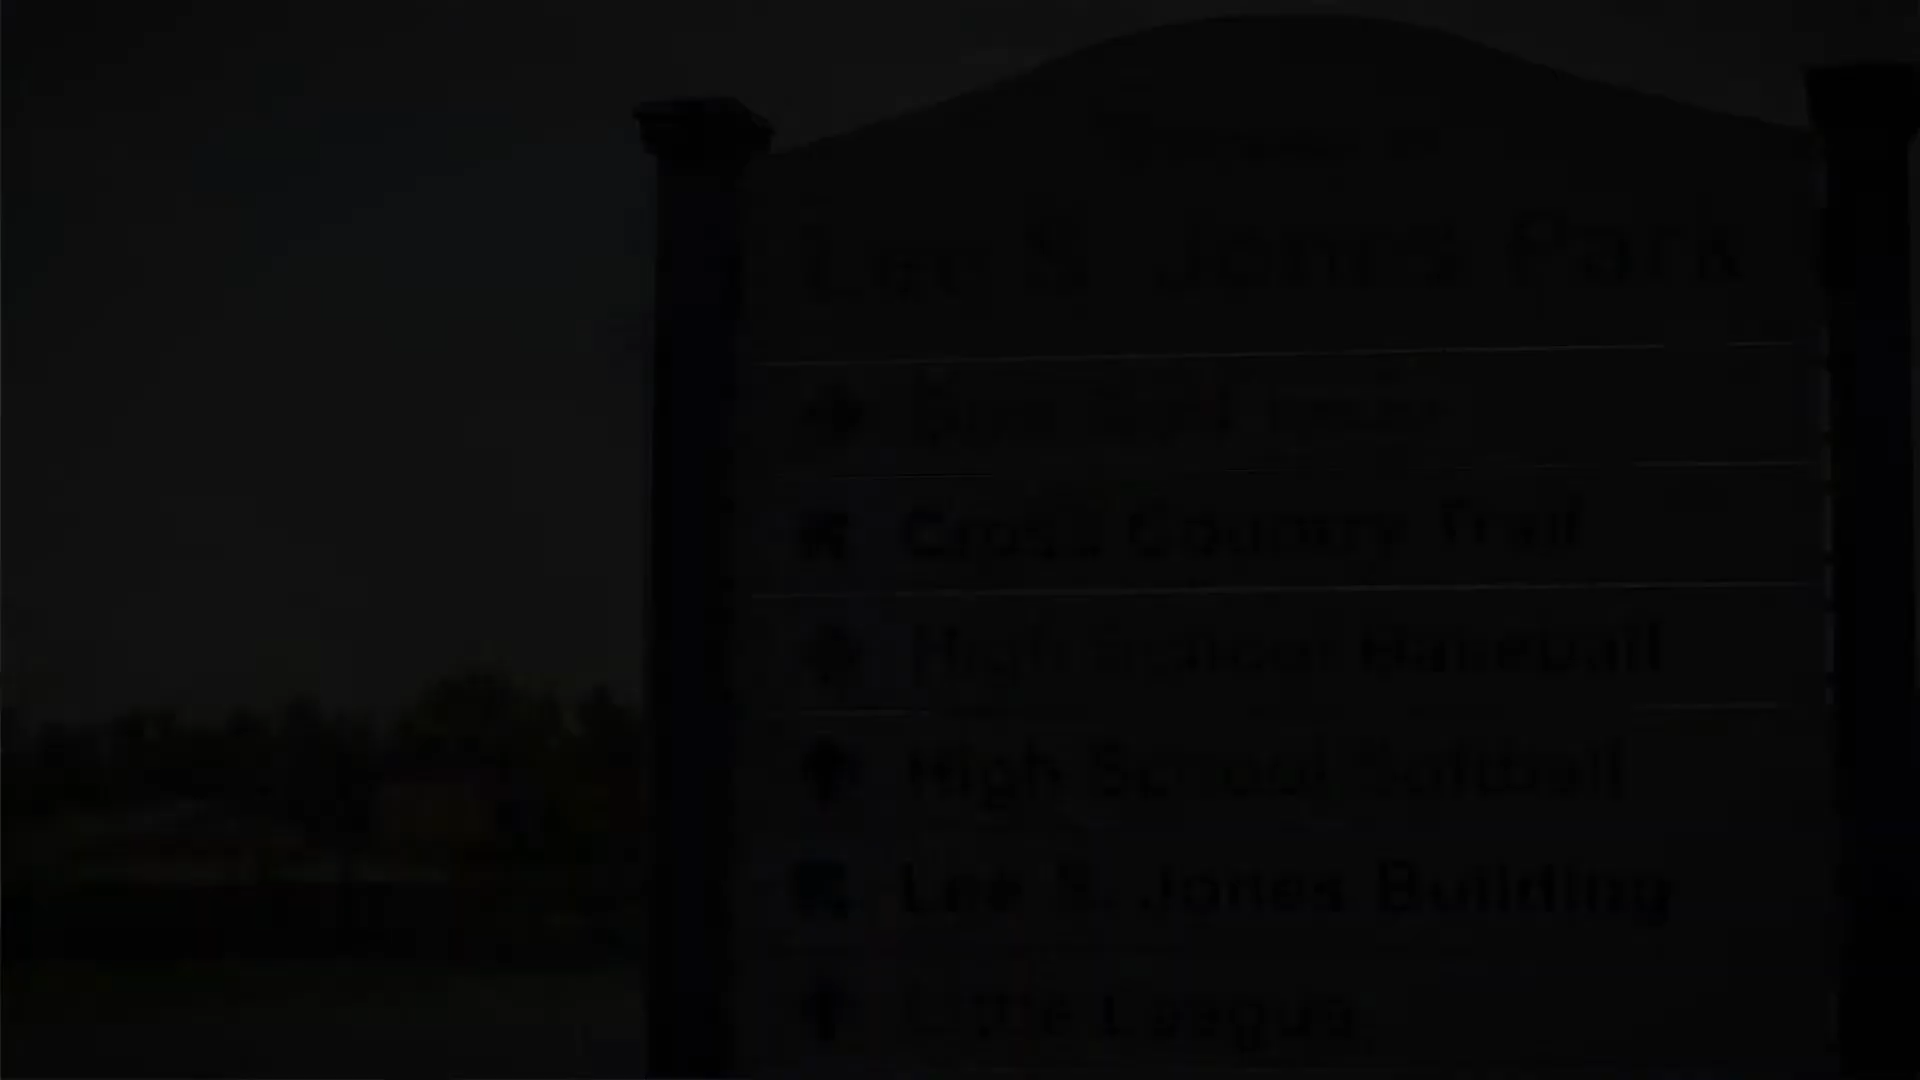 Lee S. Jones Park
Cross Country Trail
High School Baseball
High School Softball
Lee S. Jones Building
Little League